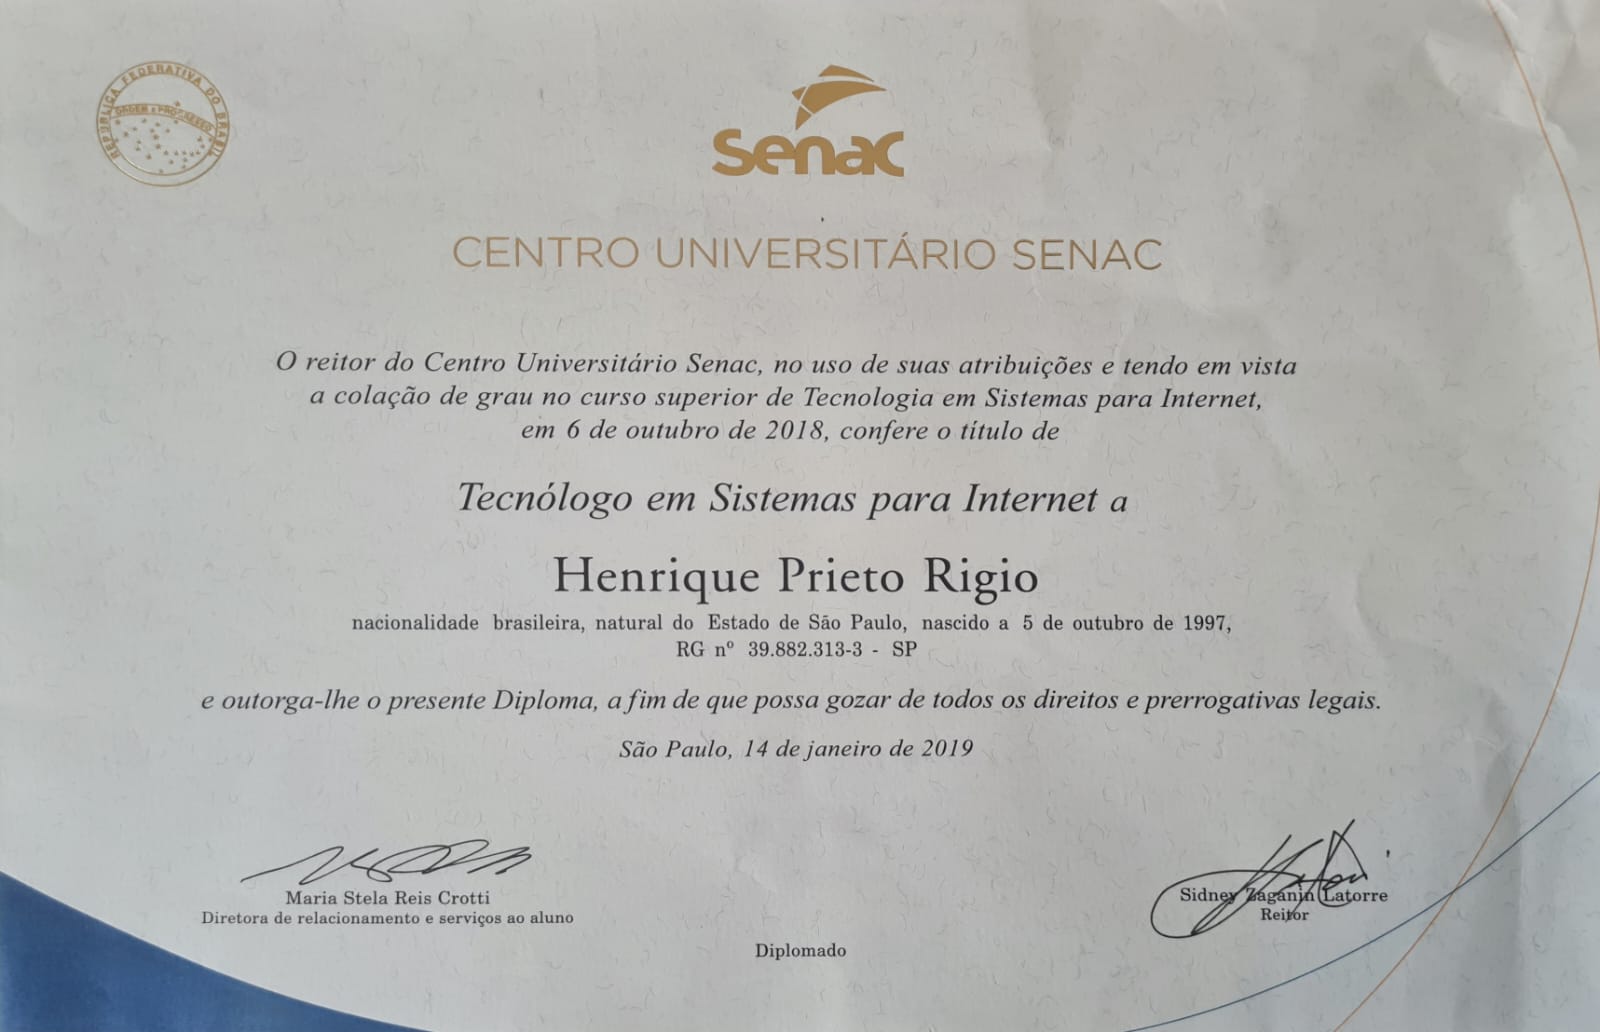 REPÚBLICA FEDERATIVA DO BRASIL
ORDEM E PROGRESSO
senac
CENTRO UNIVERSITÁRIO SENAC
O reitor do Centro Universitário Senac, no uso de suas atribuições e tendo em vista
a colação de grau no curso superior de Tecnologia em Sistemas para Internet,
em 6 de outubro de 2018, confere o título de
Tecnólogo em Sistemas para Internet a
Henrique Prieto Rigio
nacionalidade brasileira, natural do Estado de São Paulo, nascido a 5 de outubro de 1997,
RG nº 39.882.313-3 - SP
e outorga-lhe o presente Diploma, a fim de que possa gozar de todos os direitos e prerrogativas legais.
São Paulo, 14 de janeiro de 2019
Maria Stela Reis Crotti
Diretora de relacionamento e serviços ao aluno
Sidney Zaganin Latorre
Reitor
Diplomado